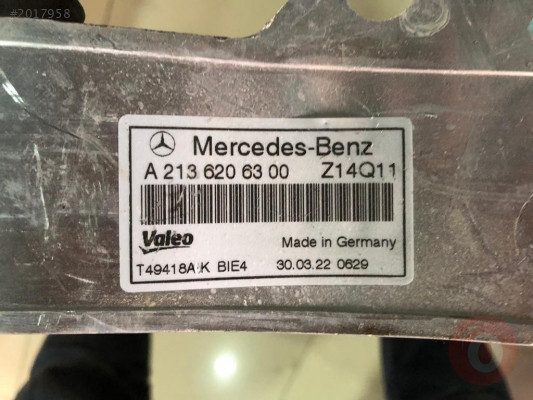 #2017958
Mercedes-Benz
A 213 620 63 00 Z14Q11
Valeo Made in Germany
T49418A K BIE4 30.03.22 0629